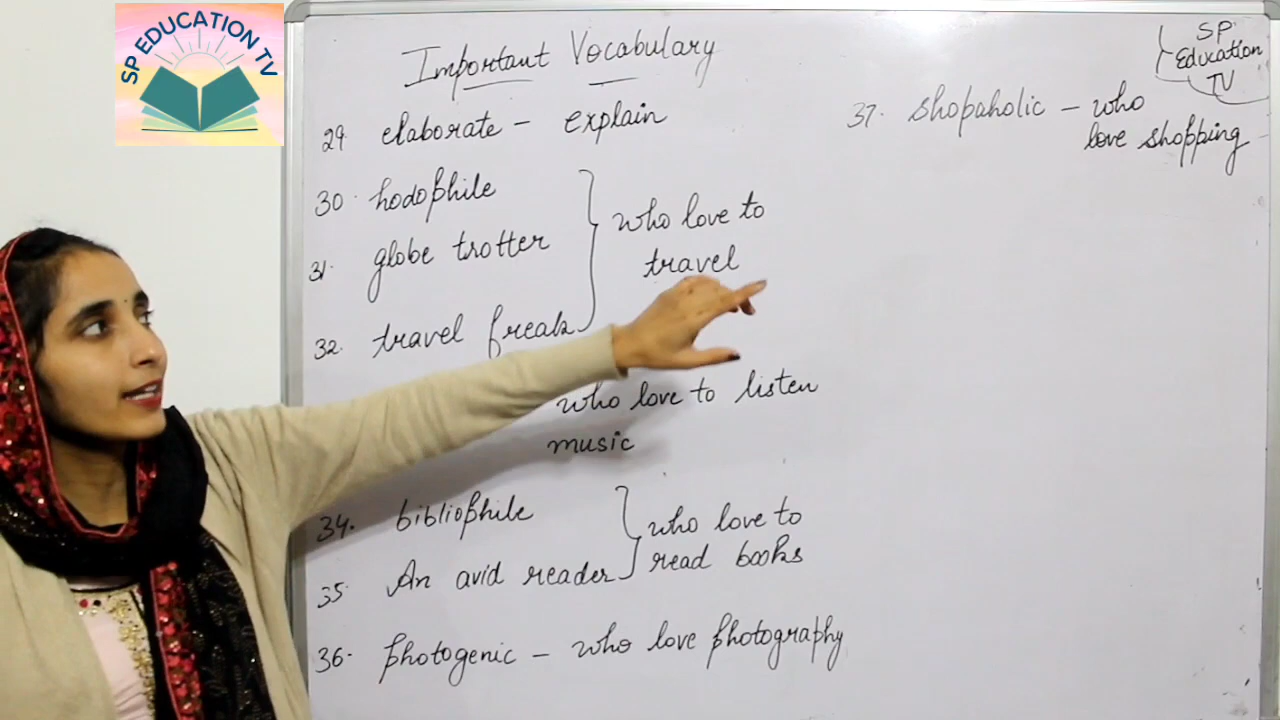 SP EDUCATION TV
Important Vocabulary
29 elaborate - explain
30. hodophile
31. globe trotter
32. travel freak
who love to
travel
who love to listen
music
34. bibliophile
35 An avid reader
who love to
read books
36. photogenic - who love photography
SP
Education
TV
37. shopaholic - who
love shopping